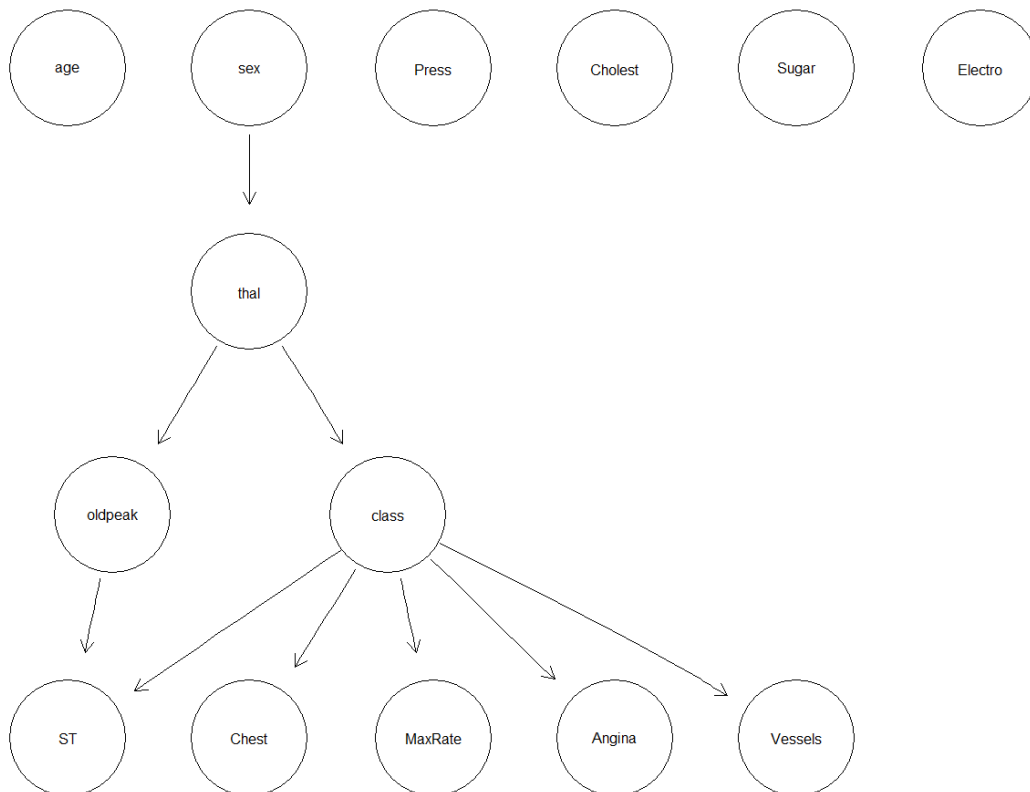 age
sex
Press
Cholest
Sugar
Electro
thal
oldpeak
class
ST
Chest
MaxRate
Angina
Vessels